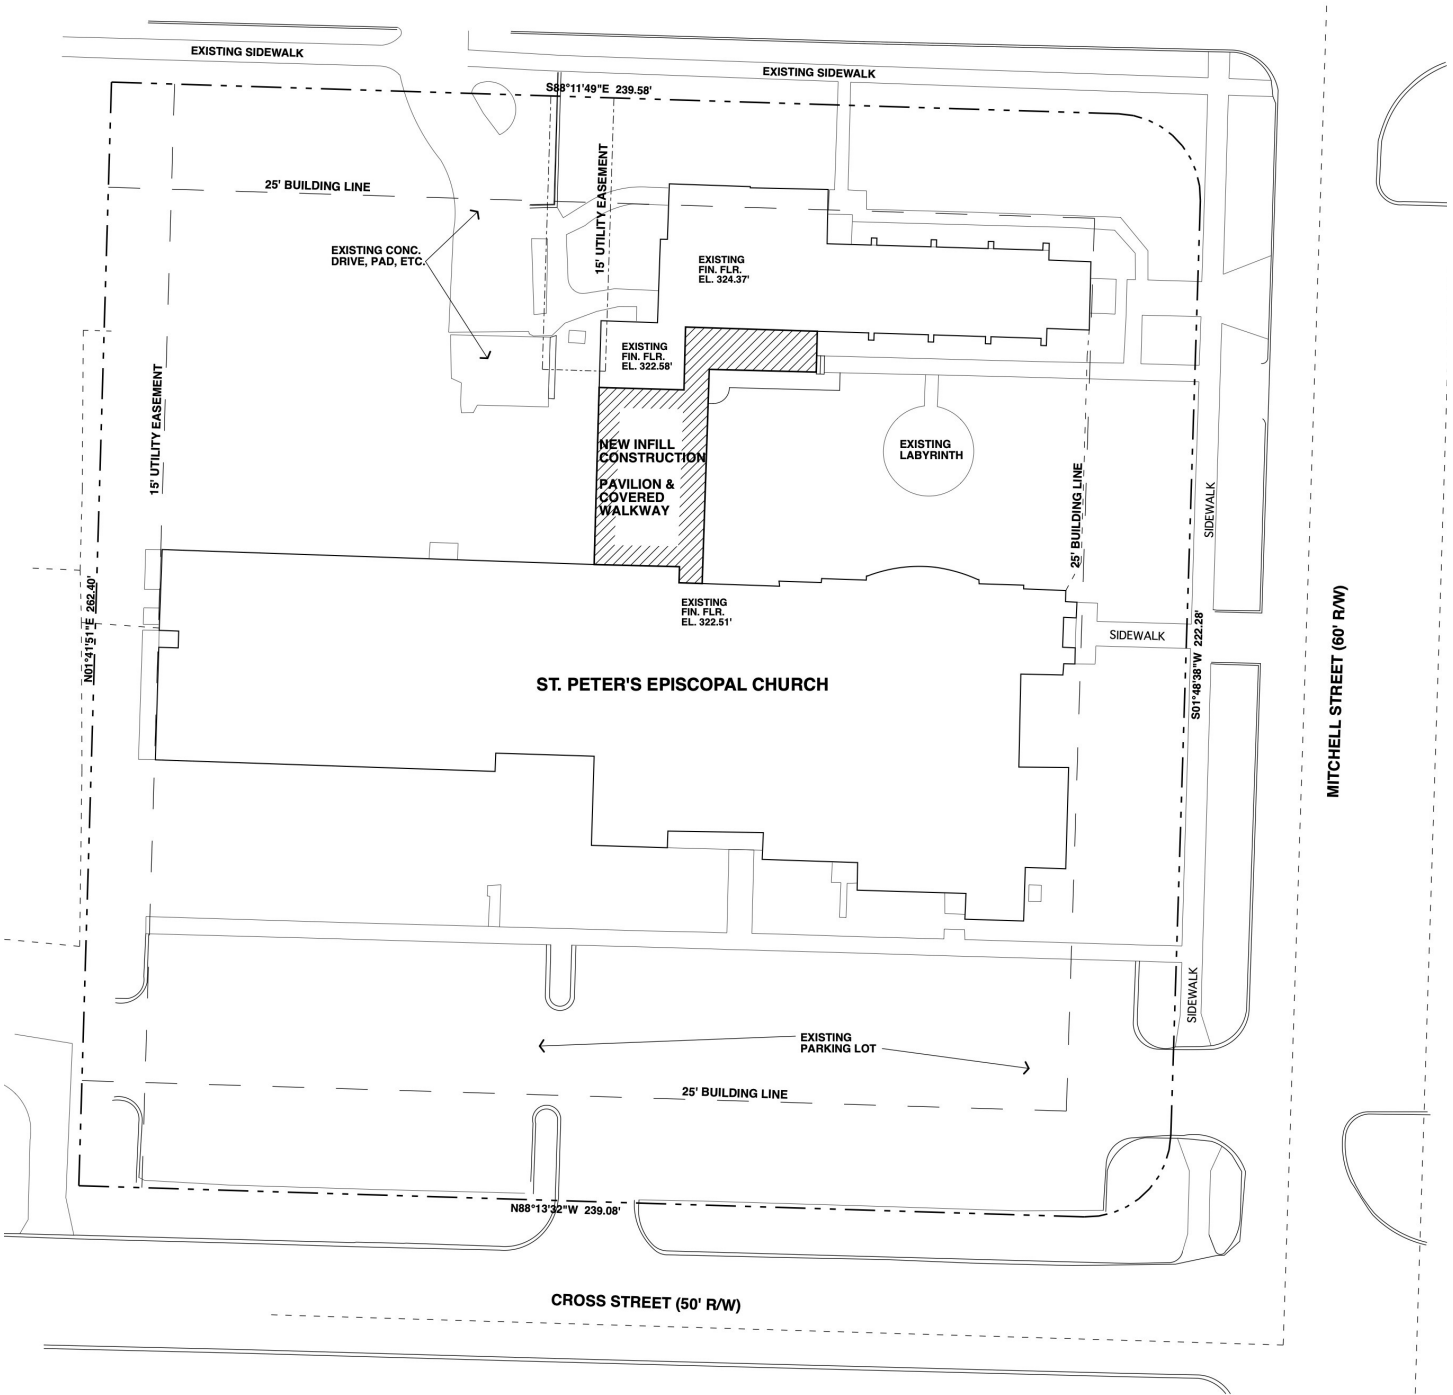 EXISTING SIDEWALK
EXISTING SIDEWALK
S88°11'49"E 239.58'
25' BUILDING LINE
15' UTILITY EASEMENT
EXISTING CONC.
DRIVE, PAD, ETC.
EXISTING
FIN. FLR.
EL. 324.37'
EXISTING
FIN. FLR.
EL. 322.58'
15' UTILITY EASEMENT
NEW INFILL
CONSTRUCTION
PAVILION &
COVERED
WALKWAY
EXISTING
LABYRINTH
25' BUILDING LINE
SIDEWALK
N01°41'51"E 262.40'
EXISTING
FIN. FLR.
EL. 322.51'
SIDEWALK
S01°48'38"W 222.28'
ST. PETER'S EPISCOPAL CHURCH
MITCHELL STREET (60' R/W)
SIDEWALK
EXISTING
PARKING LOT
25' BUILDING LINE
N88°13'32"W 239.08'
CROSS STREET (50' R/W)